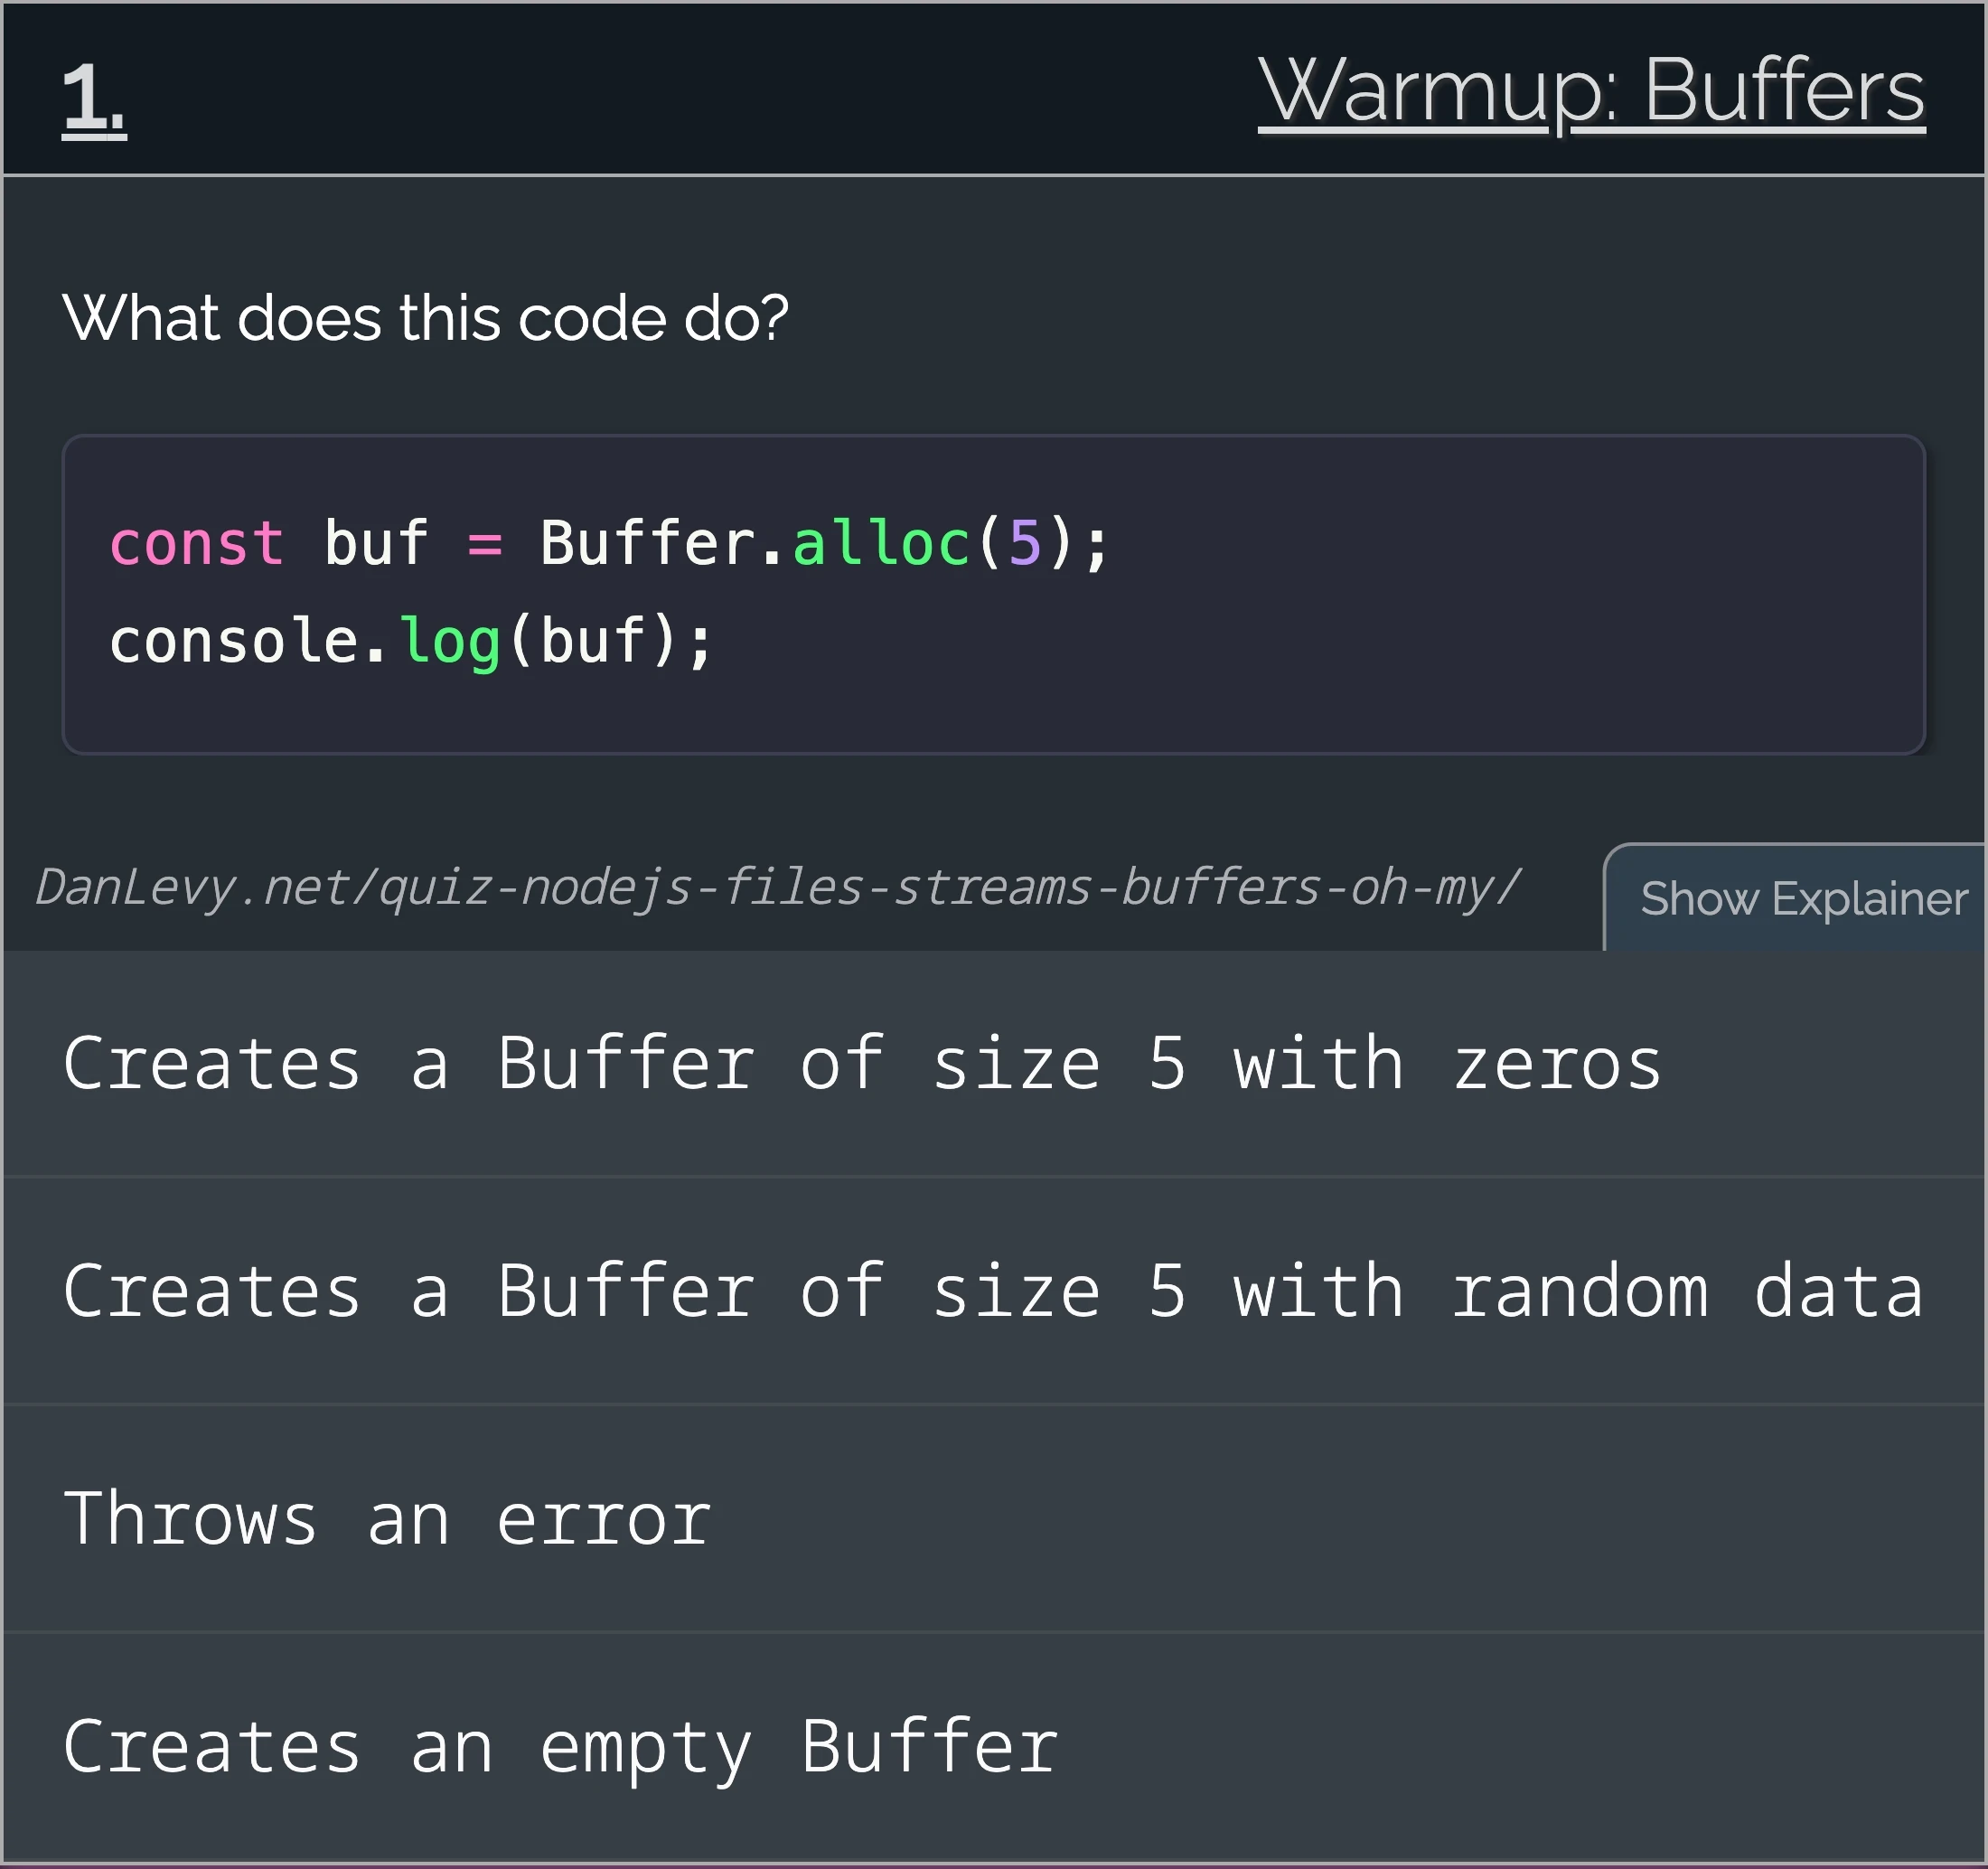 1.
Warmup: Buffers
What does this code do?
const buf = Buffer.alloc(5);
console.log(buf);
DanLevy.net/quiz-nodejs-files-streams-buffers-oh-my/
Show Explainer
Creates a Buffer of size 5 with zeros
Creates a Buffer of size 5 with random data
Throws an error
Creates an empty Buffer